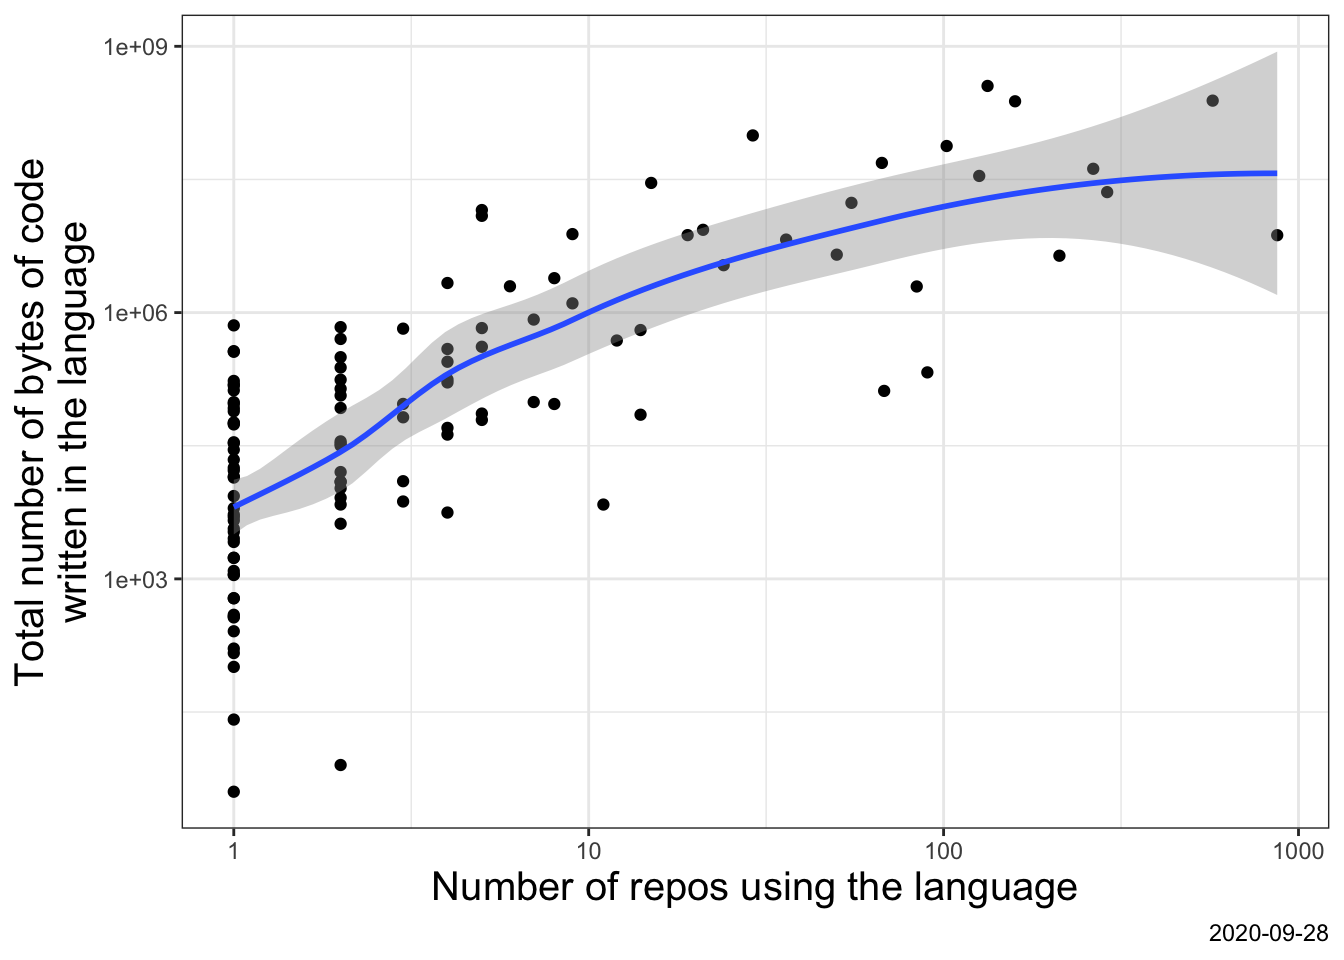 Total number of bytes of code
written in the language
1e+09
1e+06
1e+03
1
10
100
1000
Number of repos using the language
2020-09-28